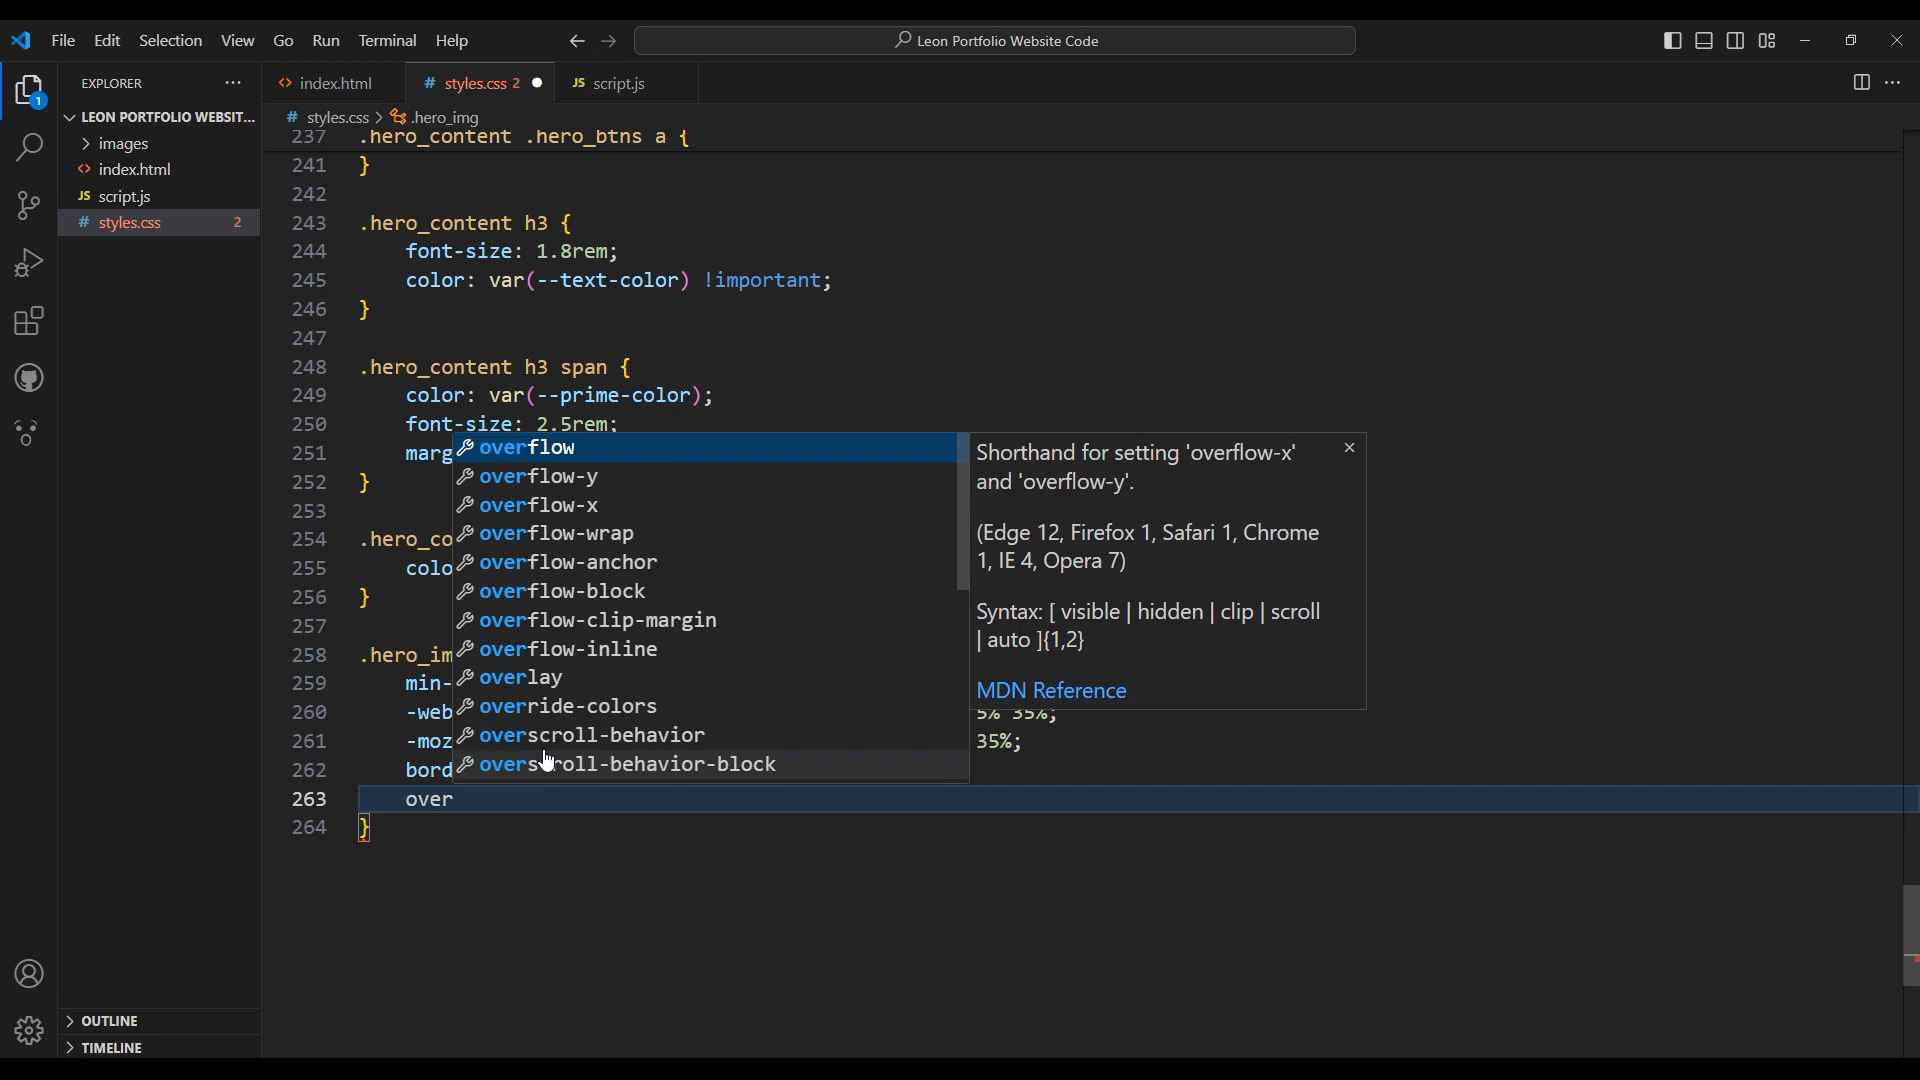 File Edit Selection View Go Run Terminal Help
Leon Portfolio Website Code
EXPLORER
LEON PORTFOLIO WEBSIT...
images
index.html
JS script.js
# styles.css 2
OUTLINE
TIMELINE
1
index.html
# styles.css 2
JS script.js
# styles.css > .hero_img
237 .hero_content .hero_btns a {
241 }
242
243 .hero_content h3 {
244 font-size: 1.8rem;
245 color: var(--text-color) !important;
246 }
247
248 .hero_content h3 span {
249 color: var(--prime-color);
250 font-size: 2.5rem;
251 marg
252 }
253
254 .hero_co
255 colo
256 }
257
258 .hero_im
259 min-
260 -web 5% 35%;
261 -moz 35%;
262 bord
263 over
264 }
overflow
overflow-y
overflow-x
overflow-wrap
overflow-anchor
overflow-block
overflow-clip-margin
overflow-inline
overlay
override-colors
overscroll-behavior
overscroll-behavior-block
Shorthand for setting 'overflow-x'
and 'overflow-y'.
(Edge 12, Firefox 1, Safari 1, Chrome
1, IE 4, Opera 7)
Syntax: [ visible | hidden | clip | scroll
| auto ]{1,2}
MDN Reference